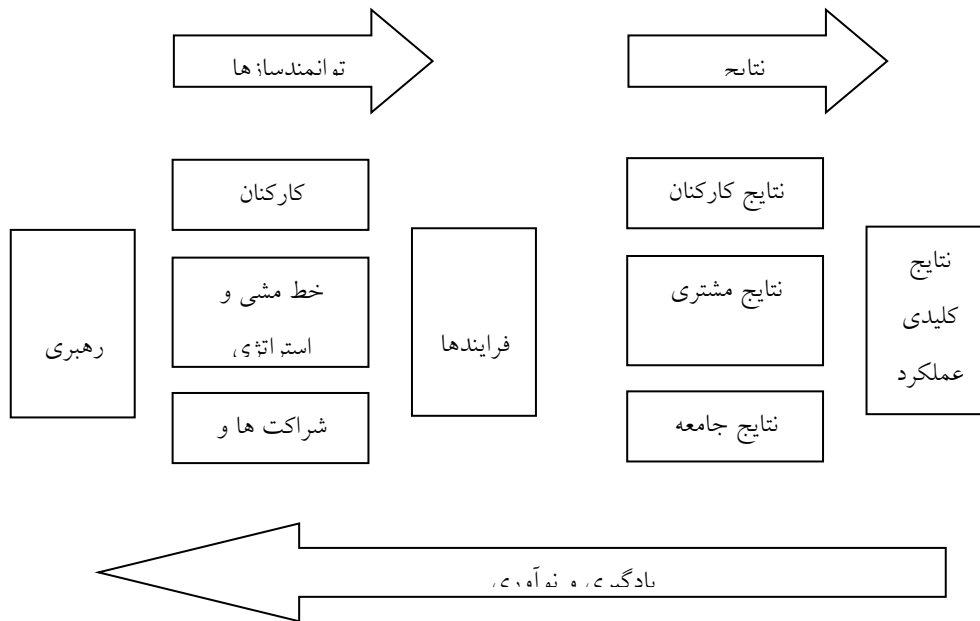 توانمندسازها
نتایج
کارکنان
نتایج کارکنان
رهبری
خط مشی و
استراتژی
فرایندها
نتایج مشتری
نتایج
کلیدی
عملکرد
شراکت ها و
نتایج جامعه
یادگیری و نوآوری